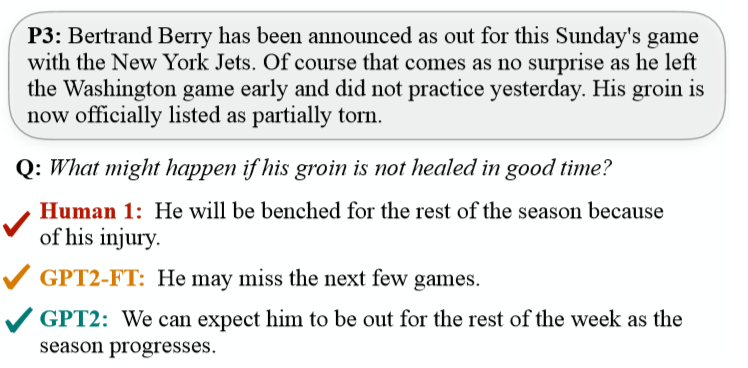 P3: Bertrand Berry has been announced as out for this Sunday's game
with the New York Jets. Of course that comes as no surprise as he left
the Washington game early and did not practice yesterday. His groin is
now officially listed as partially torn.
Q: What might happen if his groin is not healed in good time?
Human 1: He will be benched for the rest of the season because
of his injury.
GPT2-FT: He may miss the next few games.
GPT2: We can expect him to be out for the rest of the week as the
season progresses.